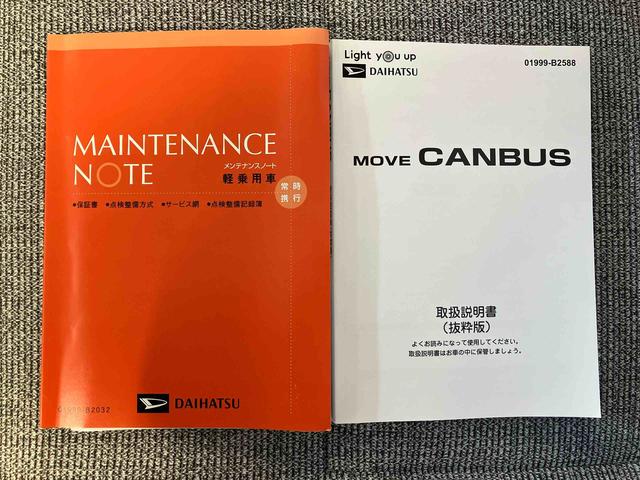 MAINTENANCE
NOTE
メンテナンスノート
軽乗用車
常時
携行
●保証書 ●点検整備方式 ●サービス網 ●点検整備記録簿
01999-B2032
DAIHATSU
Light you up
DAIHATSU
01999-B2588
MOVE CANBUS
取扱説明書
（抜粋版）
よくお読みになって使用してください。
取扱説明書はお車の中に保管しましょう。